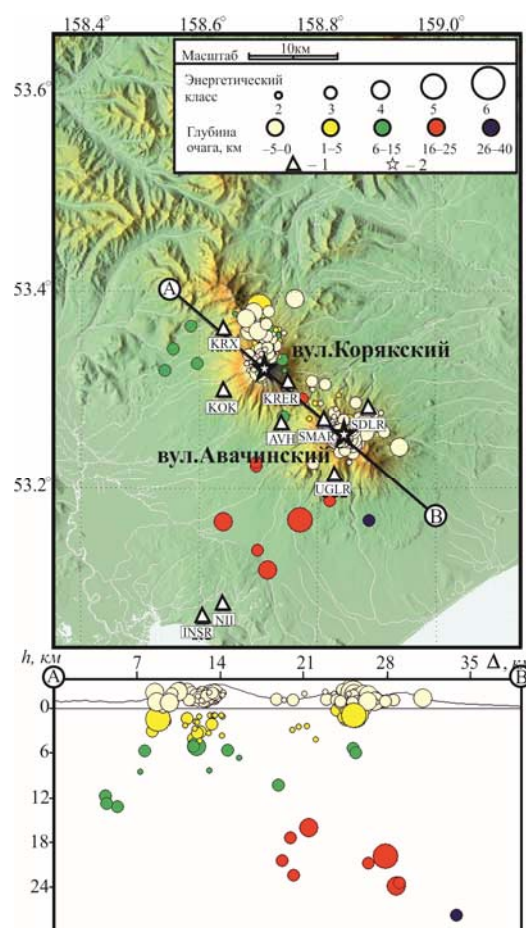 158.4 158.6 158.8 159.0°
53.6°
Масштаб 10км
Энергетический
класс
2 3 4 5 6
Глубина
очага, км
–5–0 1–5 6–15 16–25 26–40
– 1 – 2
53.4°
A
KRX
вул.Корякский
KRER
KOK
SDLR
AVH
SMAR
вул.Авачинский
UGLR
53.2°
B
NII
INSR
h, км
A 7 14 21 28 35 Δ, км B
0
6
12
18
24